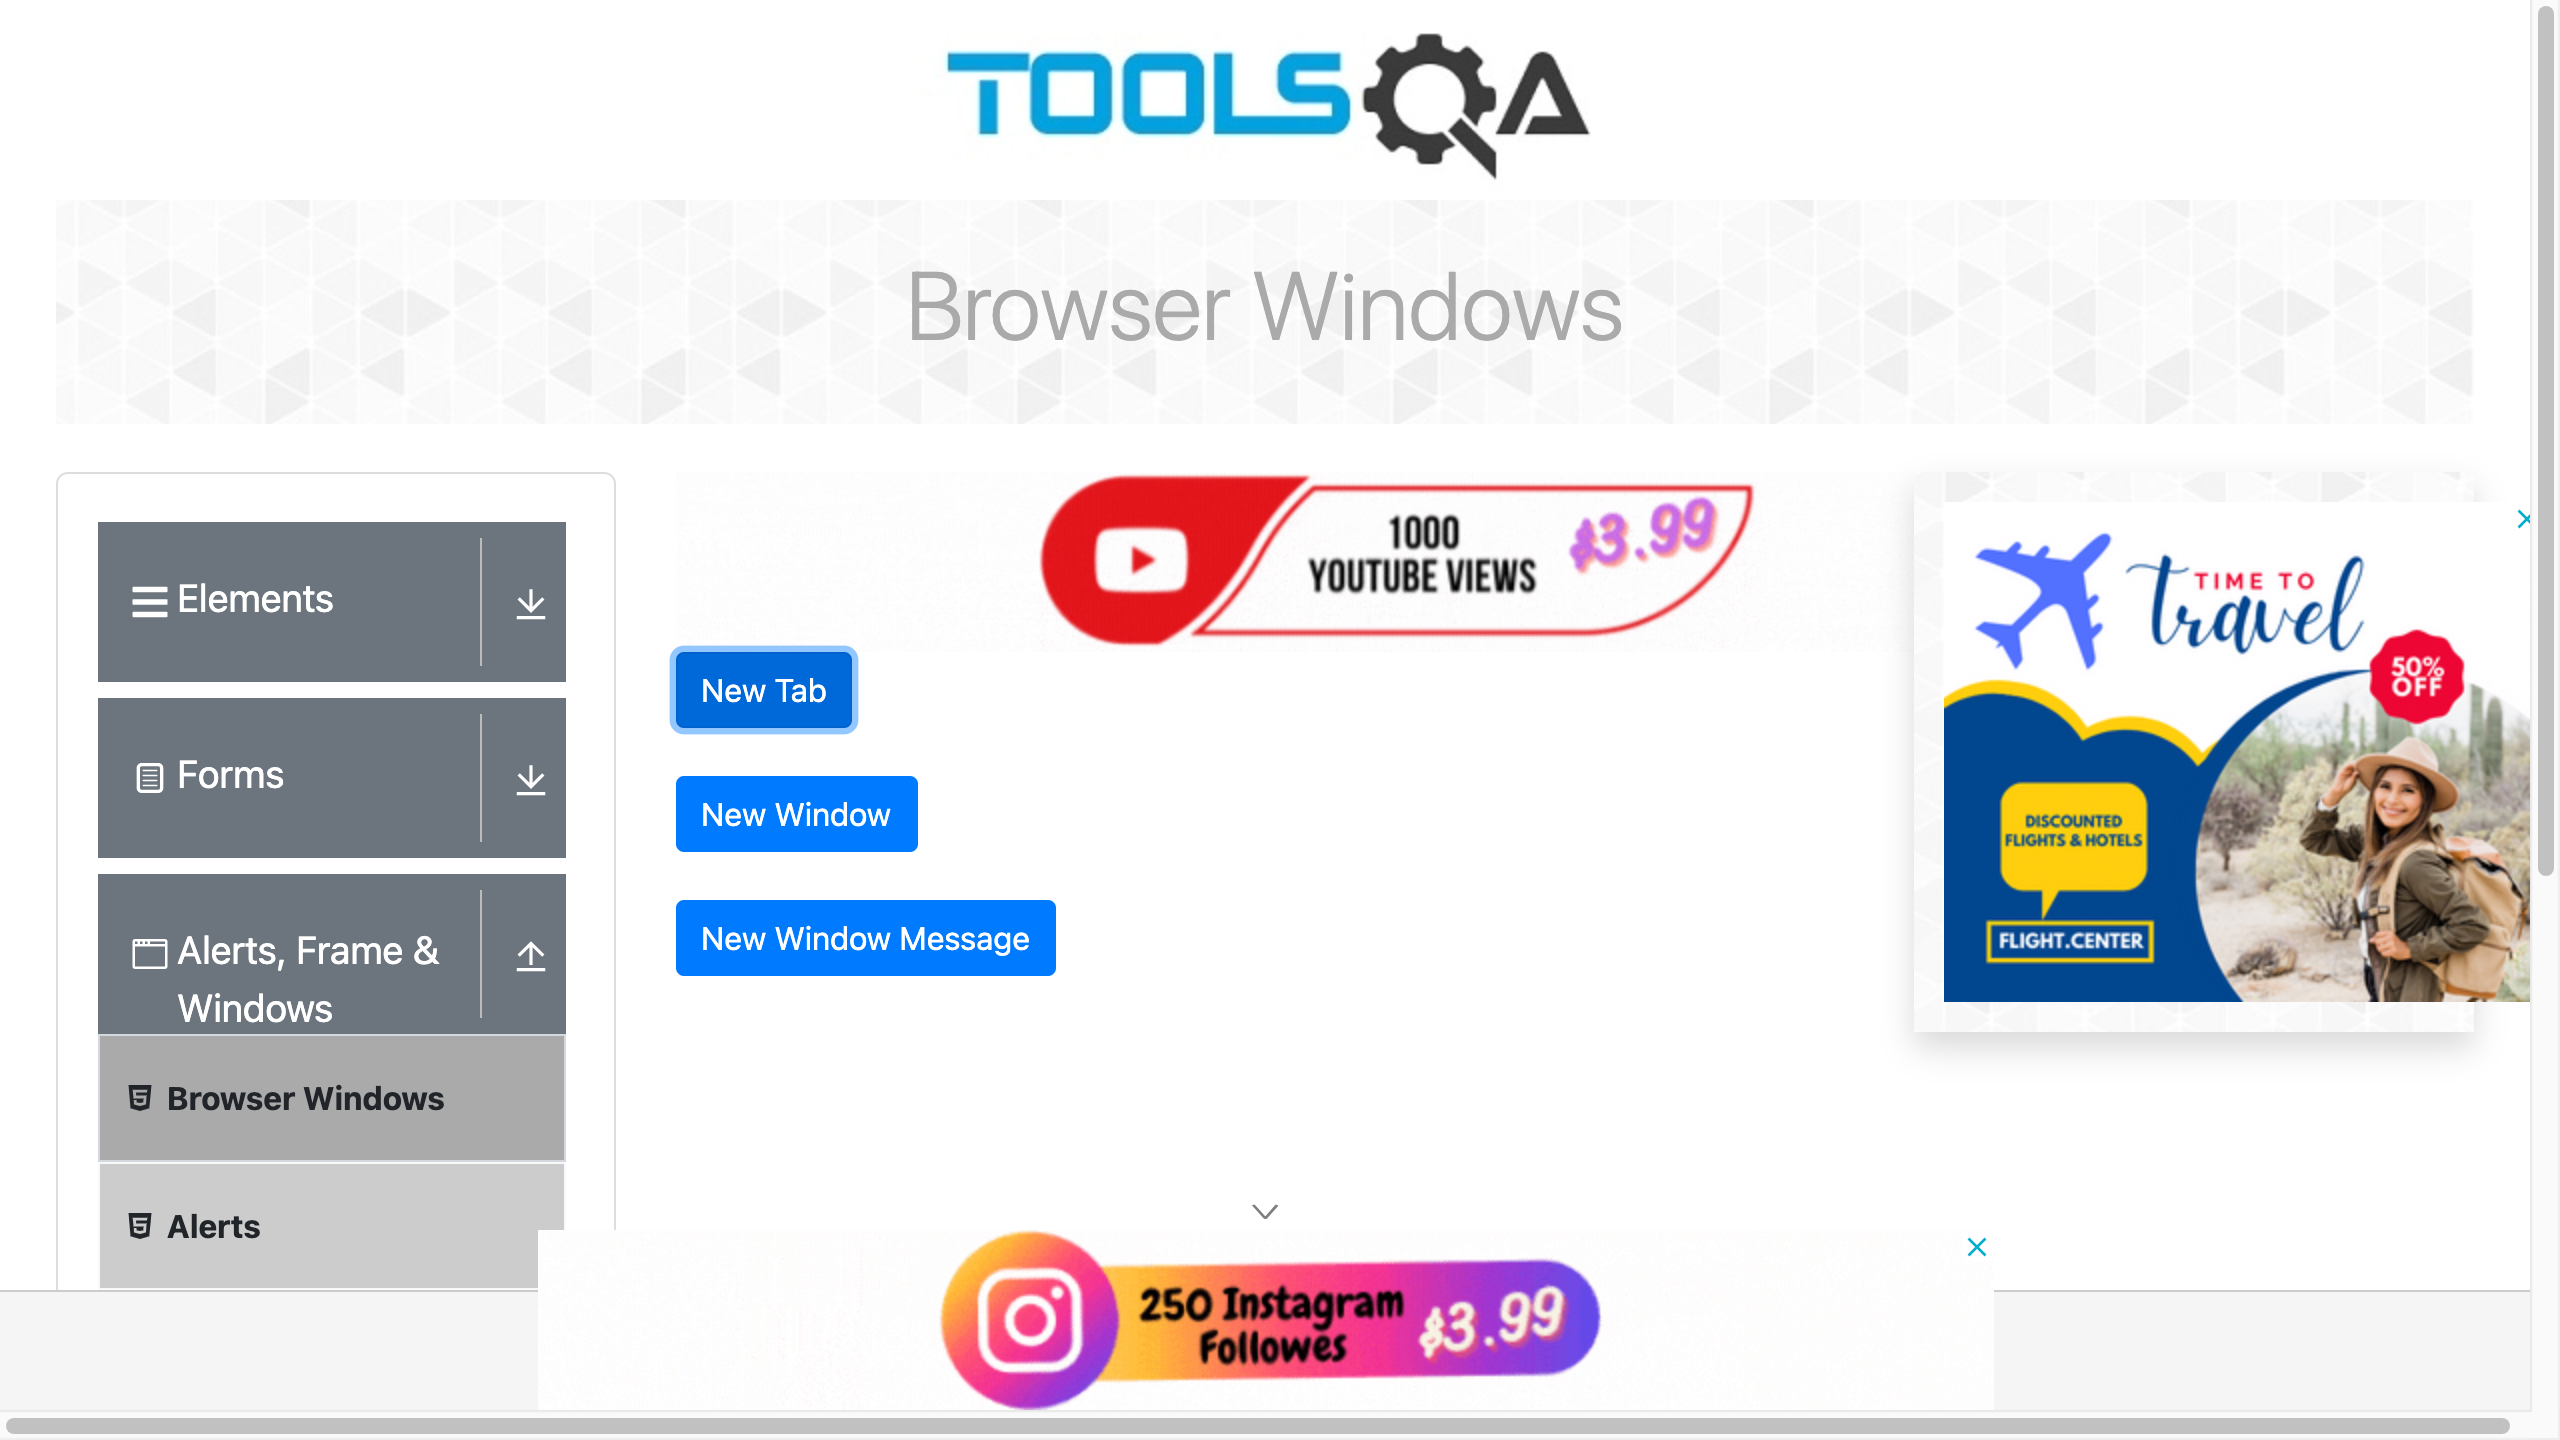 TOOLSQA
Browser Windows
Elements
Forms
Alerts, Frame &
Windows
Browser Windows
Alerts
1000
YOUTUBE VIEWS
$3.99
New Tab
New Window
New Window Message
TIME TO
travel
50%
OFF
DISCOUNTED
FLIGHTS & HOTELS
FLIGHT.CENTER
250 Instagram
Followes
$3.99